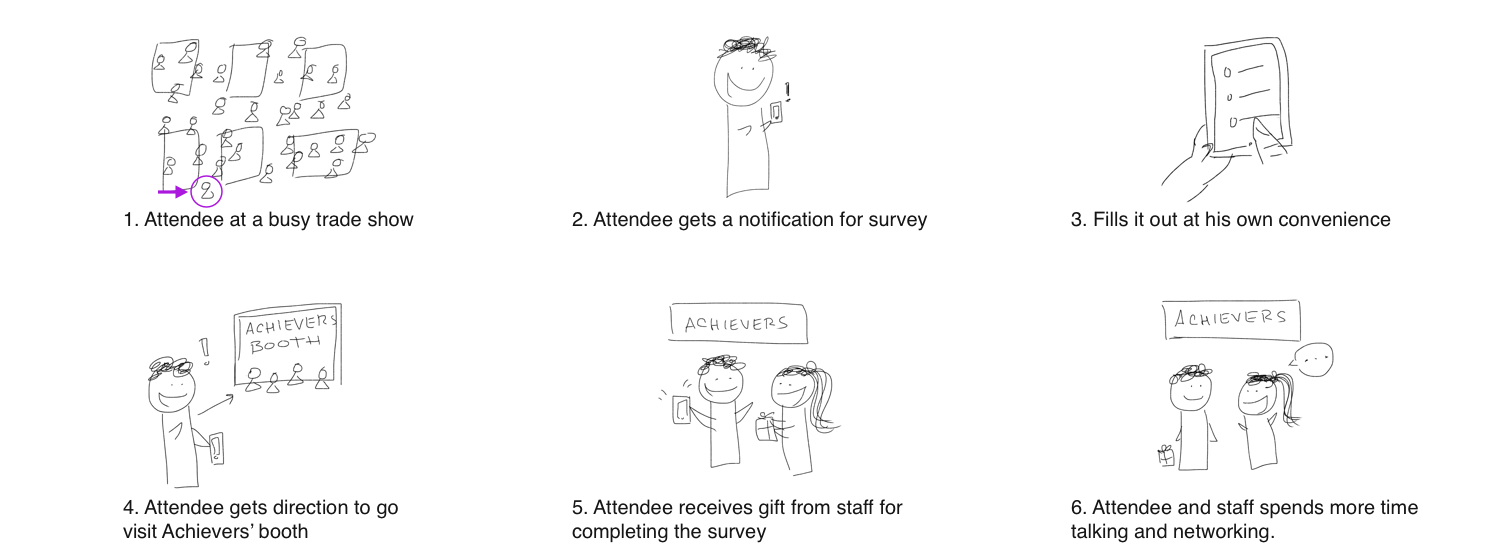 1. Attendee at a busy trade show
!
2. Attendee gets a notification for survey
3. Fills it out at his own convenience
!
ACHIEVERS
BOOTH
4. Attendee gets direction to go
visit Achievers’ booth
ACHIEVERS
5. Attendee receives gift from staff for
completing the survey
ACHIEVERS
...
6. Attendee and staff spends more time
talking and networking.